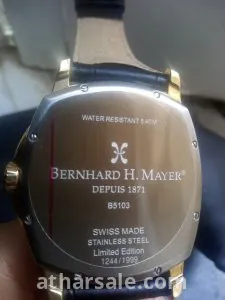 WATER RESISTANT 5 ATM
BERNHARD H. MAYER®
DEPUIS 1871
B5103
SWISS MADE
STAINLESS STEEL
Limited Edition
1244 / 1999
atharsale.com